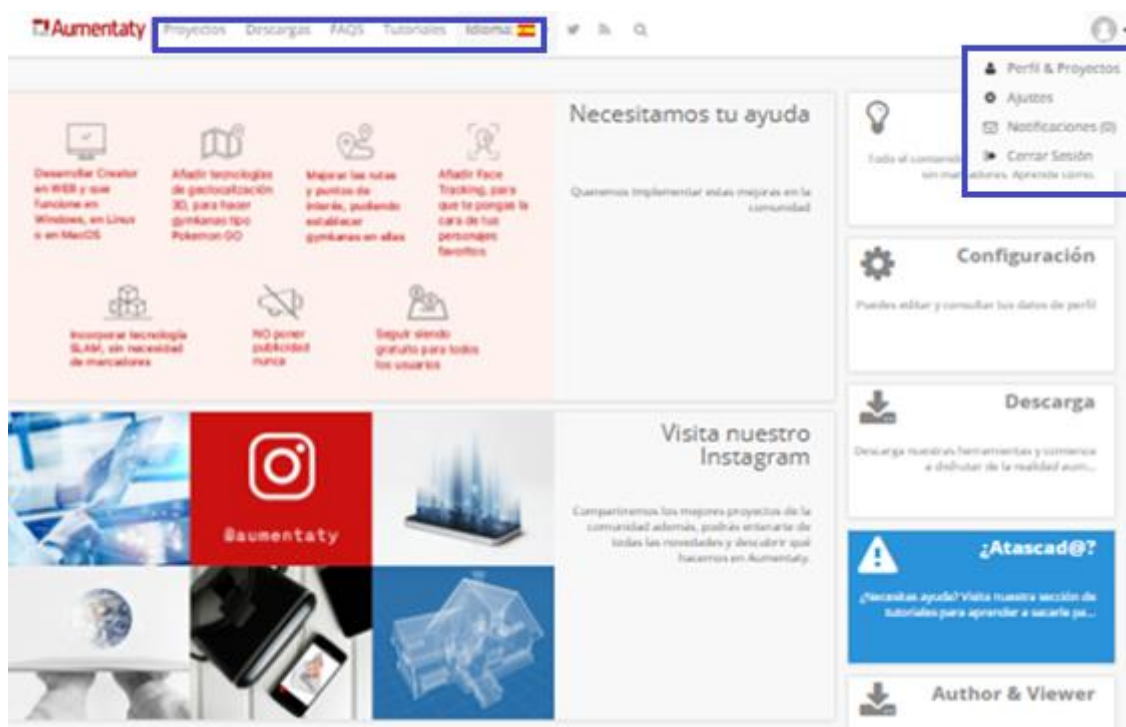 Aumentaty Proyectos Descargas FAQS Tutoriales Idioma:
Perfil & Proyectos
Ajustes
Notificaciones (0)
Cerrar Sesión
Desarrollar Creator
en WEB y que
funcione en
Windows, en Linux
o en MacOS
Añadir tecnologías
de geolocalización
3D, para hacer
gymkanas tipo
Pokemon GO
Mejorar las rutas
y puntos de
interés, pudiendo
establecer
gymkanas en ellas
Añadir Face
Tracking, para
que te pongas la
cara de tus
personajes
favoritos
Incorporar tecnología
SLAM, sin necesidad
de marcadores
NO poner
publicidad
nunca
Seguir siendo
gratuito para todos
los usuarios
Necesitamos tu ayuda
Queremos implementar estas mejoras en la
comunidad
@aumentaty
Visita nuestro
Instagram
Compartiremos los mejores proyectos de la
comunidad además, podrás enterarte de
todas las novedades y descubrir qué
hacemos en Aumentaty.
Todo el
sin marcadores. Aprende cómo.
Configuración
Puedes editar y consultar tus datos de perfil
Descarga
Descarga nuestras herramientas y comienza
a disfrutar de la realidad aum...
¿Atascad@?
¿Necesitas ayuda? Visita nuestra sección de
tutoriales para aprender a sacarle pa...
Author & Viewer